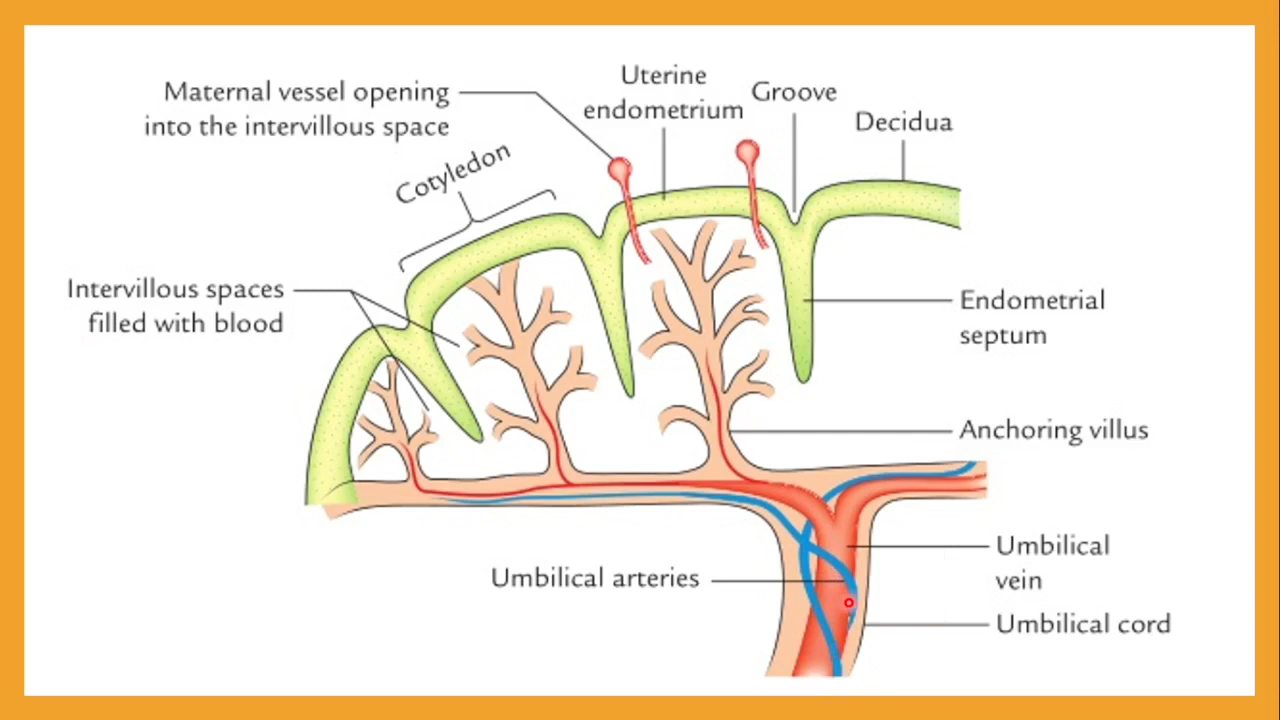 Maternal vessel opening
into the intervillous space
Uterine
endometrium
Groove
Decidua
Cotyledon
Intervillous spaces
filled with blood
Endometrial
septum
Anchoring villus
Umbilical
vein
Umbilical arteries
Umbilical cord